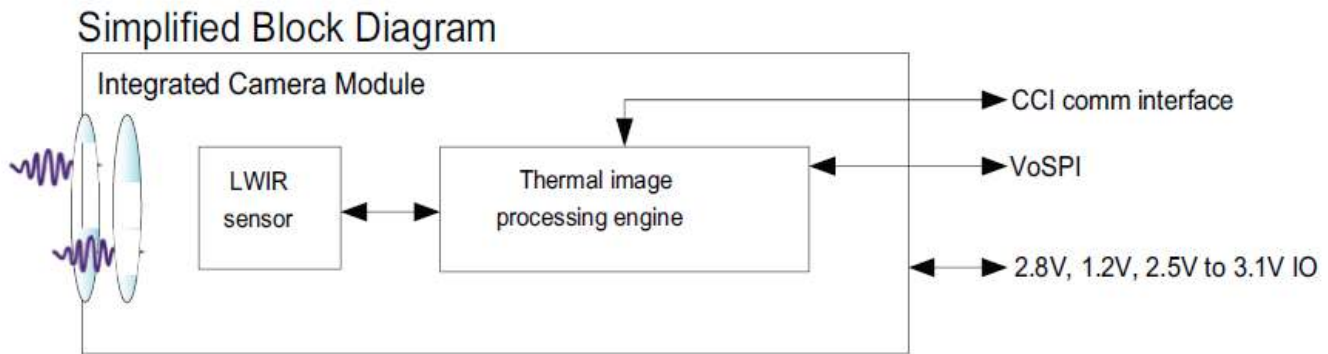 Simplified Block Diagram
Integrated Camera Module
CCI comm interface
LWIR
sensor
Thermal image
processing engine
VoSPI
2.8V, 1.2V, 2.5V to 3.1V IO